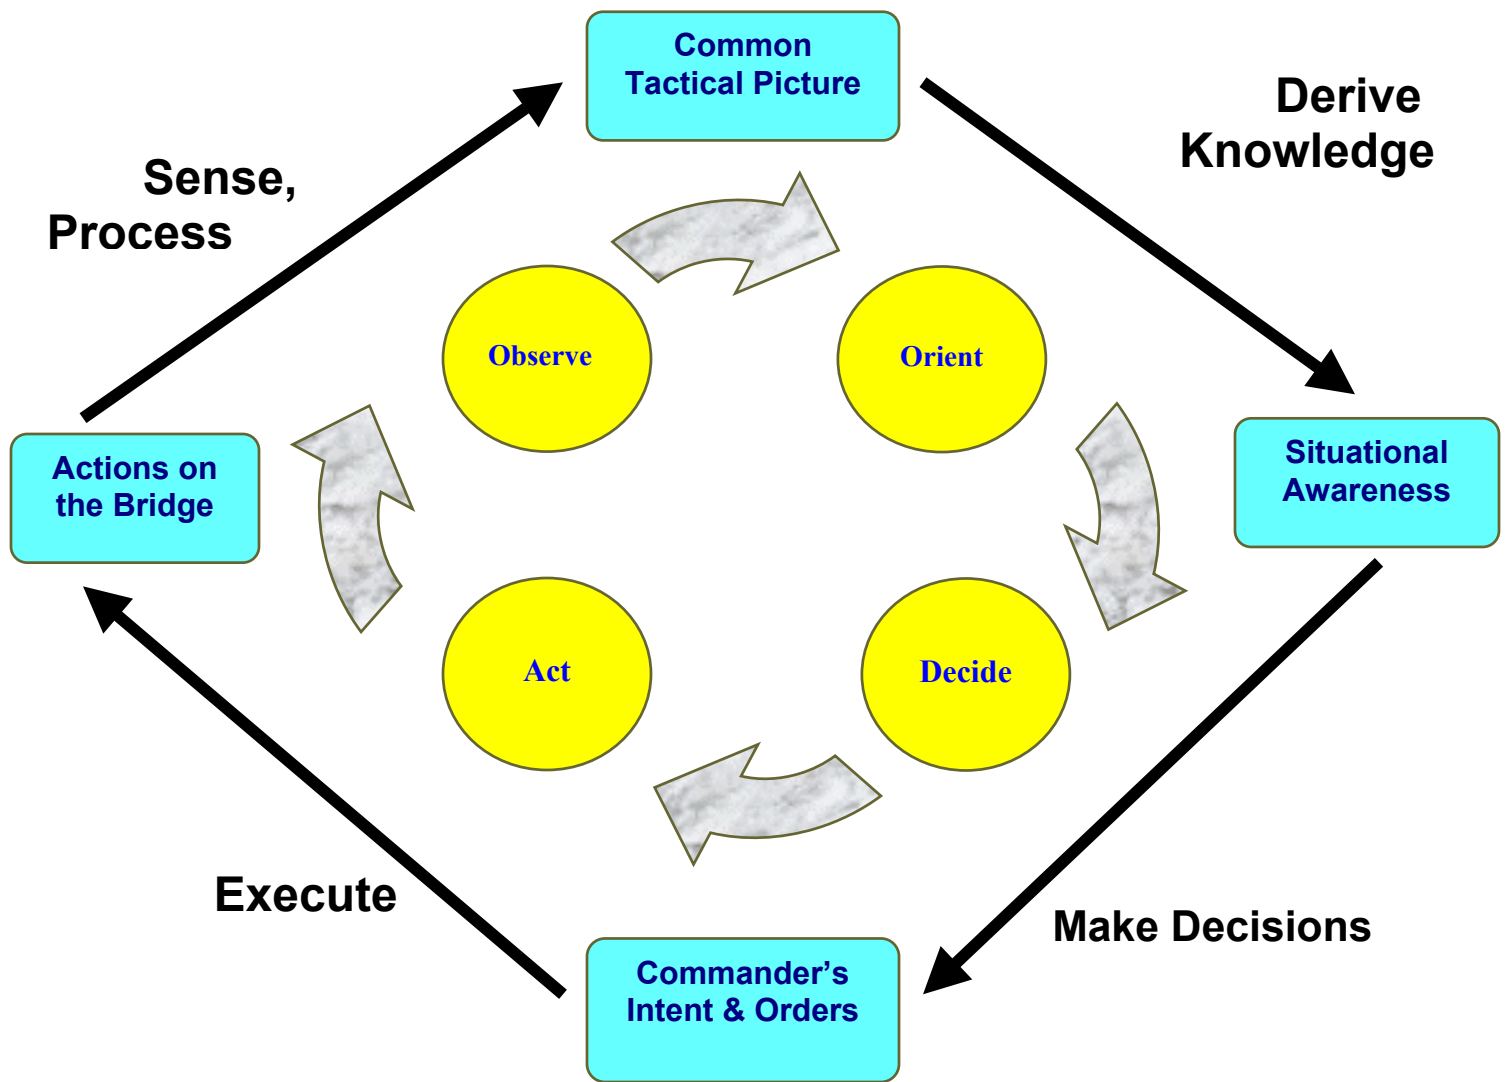 Common
Tactical Picture
Derive
Knowledge
Sense,
Process
Observe
Orient
Actions on
the Bridge
Situational
Awareness
Act
Decide
Execute
Make Decisions
Commander’s
Intent & Orders